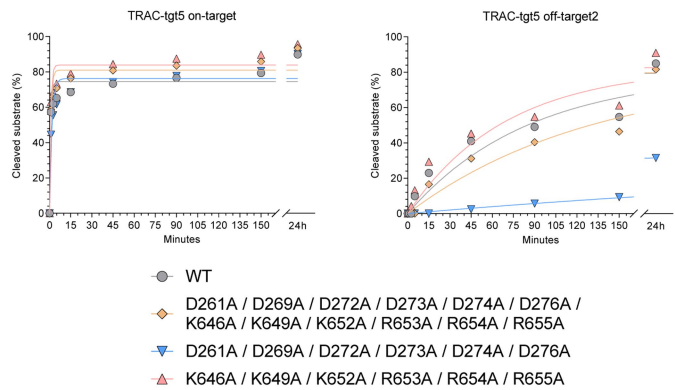 TRAC-tgt5 on-target
TRAC-tgt5 off-target2
Cleaved substrate (%)
100
80
60
40
20
0
0 15 30 45 60 75 90 105 120 135 150 24h
Minutes
Cleaved substrate (%)
100
80
60
40
20
0
0 15 30 45 60 75 90 105 120 135 150 24h
Minutes
WT
D261A / D269A / D272A / D273A / D274A / D276A /
K646A / K649A / K652A / R653A / R654A / R655A
D261A / D269A / D272A / D273A / D274A / D276A
K646A / K649A / K652A / R653A / R654A / R655A